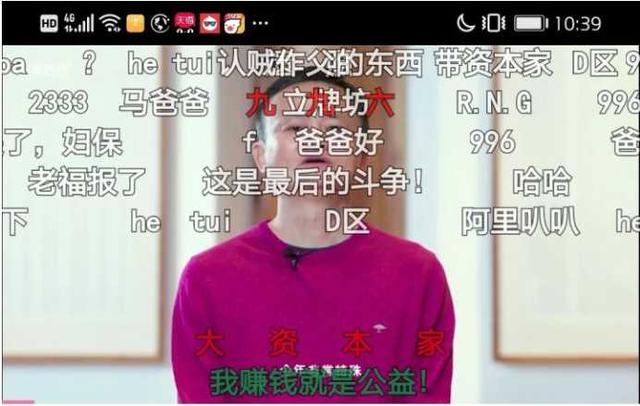 HD 4G 10:39
? he tui 认贼作父的东西 带资本家 D区
2333 马爸爸 九九六 立牌坊 R.N.G 996
了，妇保 f 爸爸好 996
老福报了 这是最后的斗争！ 哈哈
下 he tui D区 阿里叭叭 he
大资本家
我赚钱就是公益！